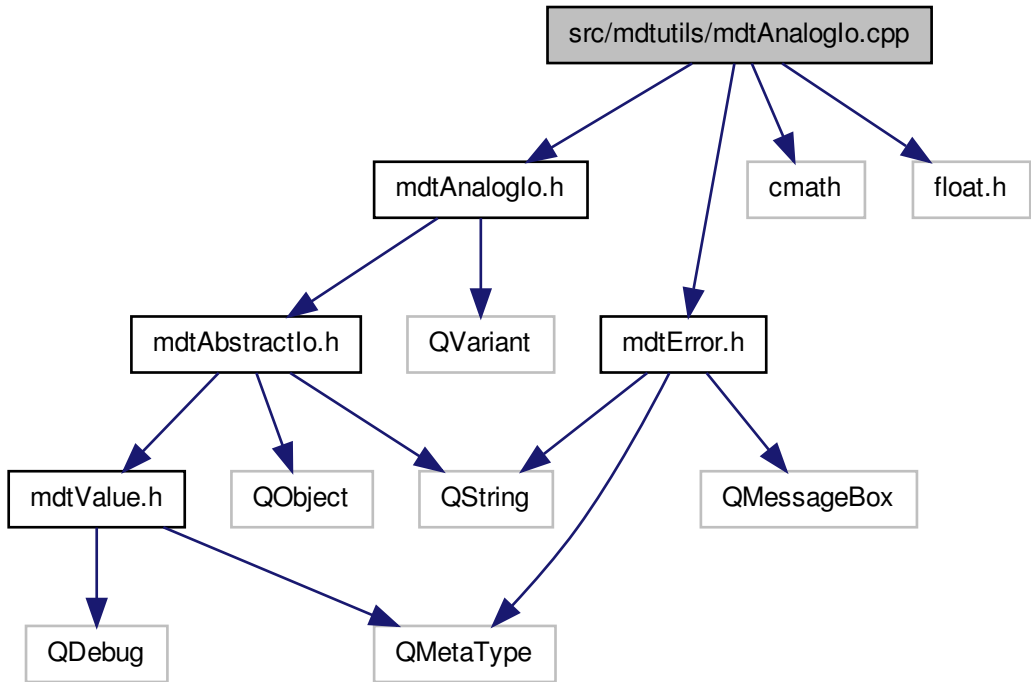 src/mdtutils/mdtAnalogIo.cpp
mdtAnalogIo.h
cmath
float.h
mdtAbstractIo.h
QVariant
mdtError.h
mdtValue.h
QObject
QString
QMessageBox
QDebug
QMetaType